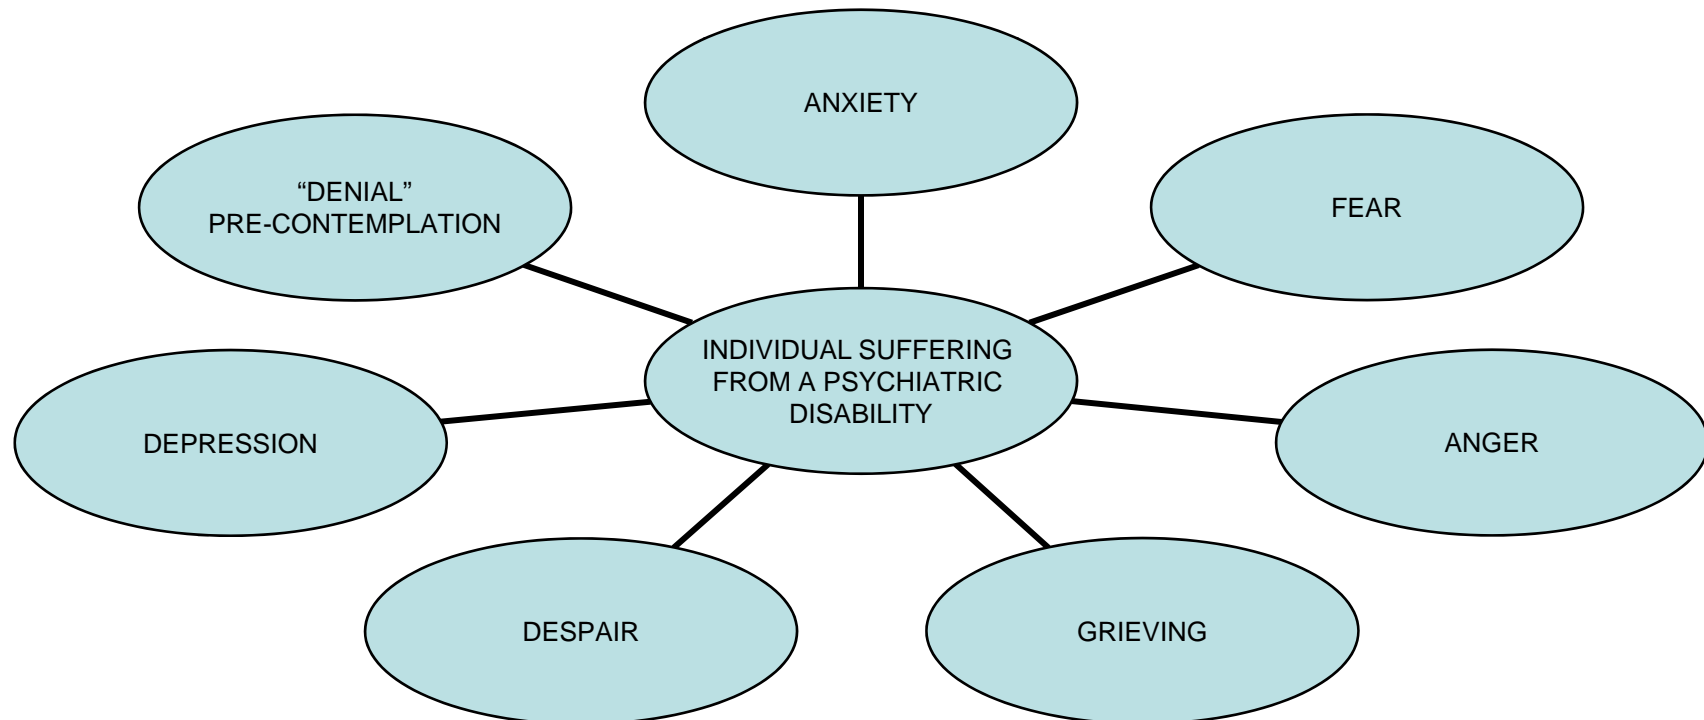 ANXIETY
“DENIAL”
PRE-CONTEMPLATION
FEAR
INDIVIDUAL SUFFERING
FROM A PSYCHIATRIC
DISABILITY
DEPRESSION
ANGER
DESPAIR
GRIEVING